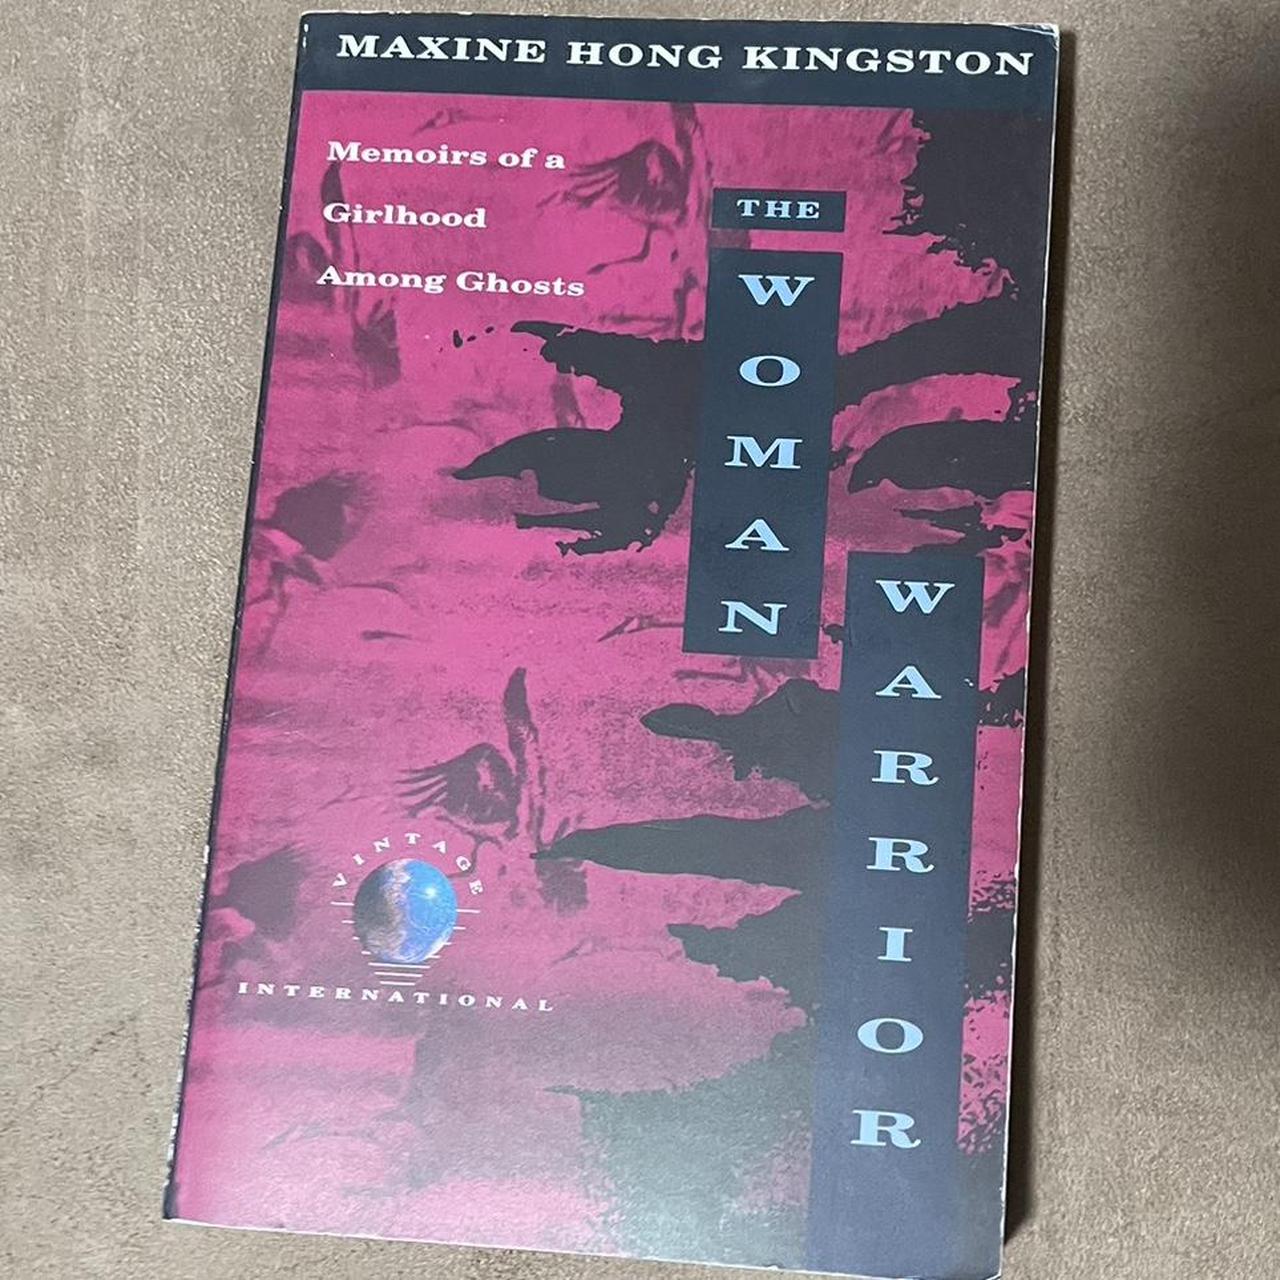 MAXINE HONG KINGSTON
Memoirs of a
Girlhood
Among Ghosts
THE
WOMAN
WARRIOR
VINTAGE
INTERNATIONAL